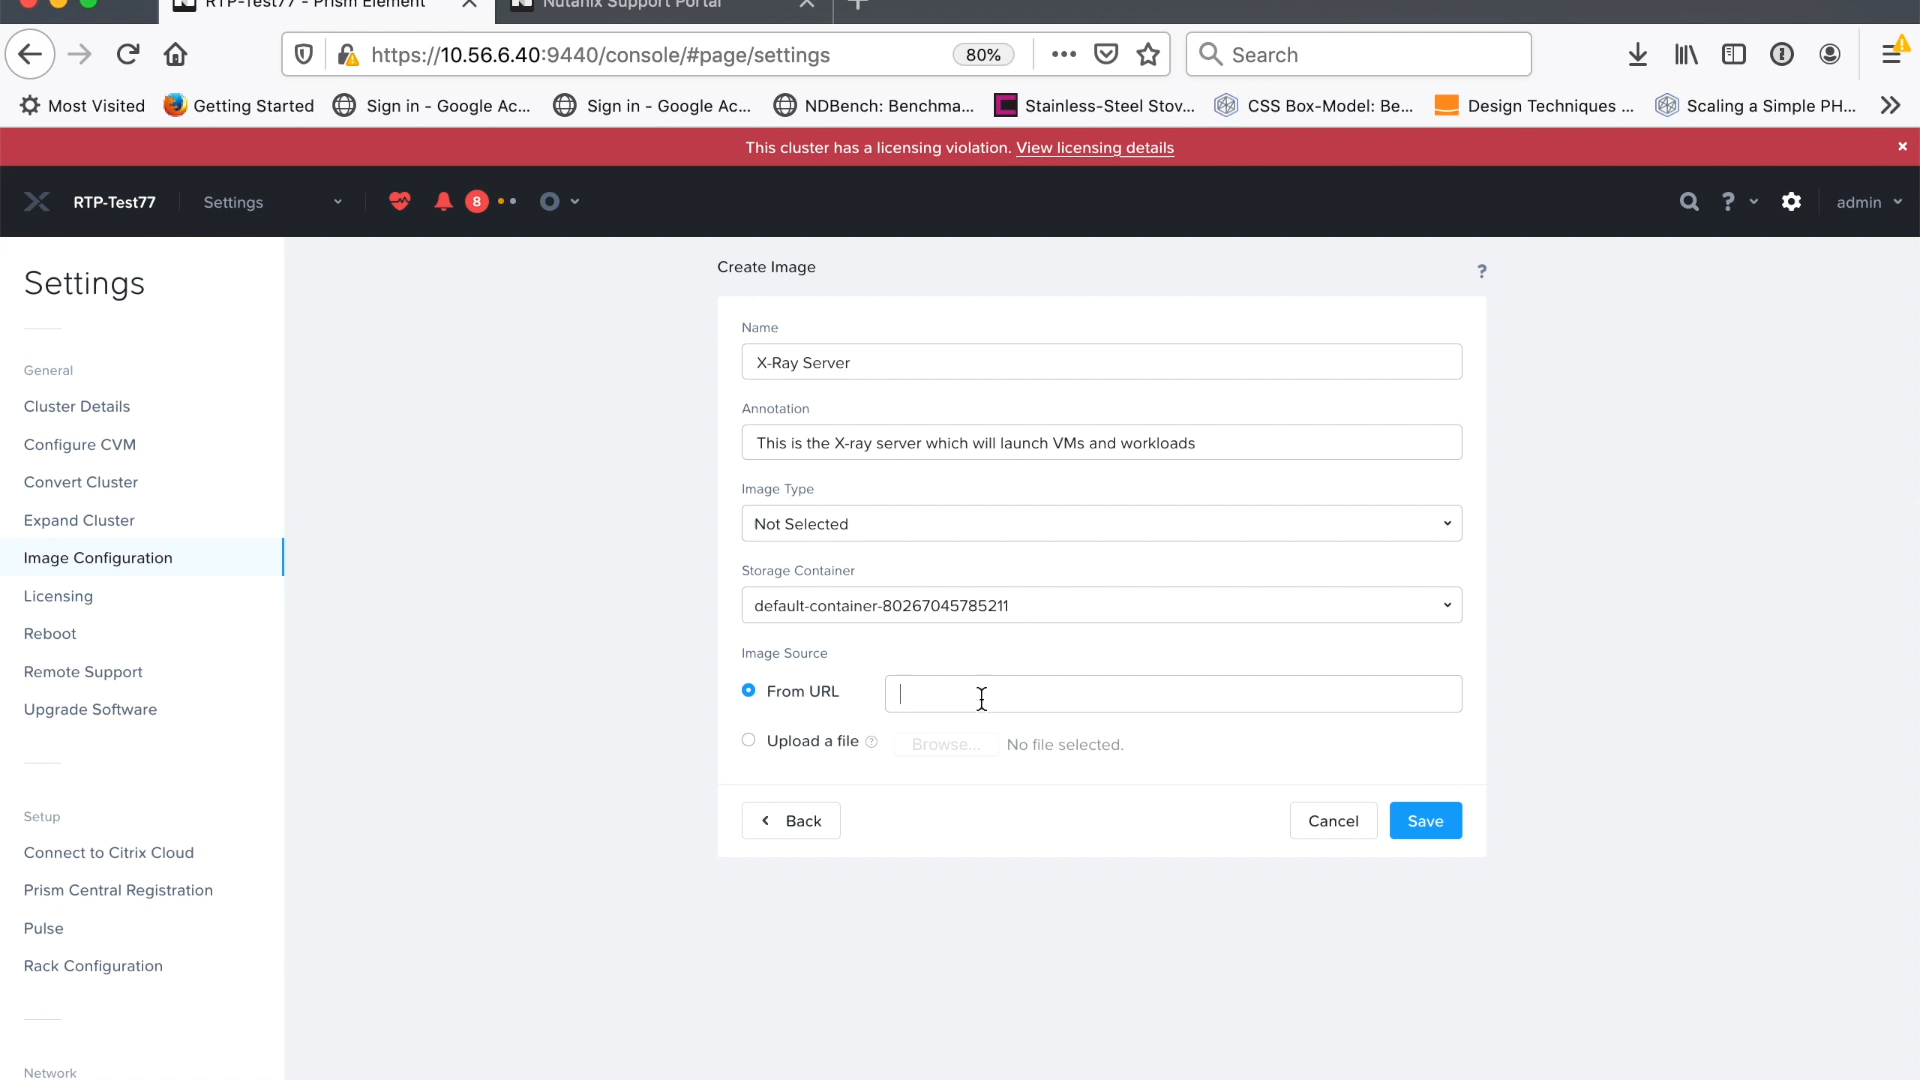 RTP-Test77 - Prism Element
Nutanix Support Portal
https://10.56.6.40:9440/console/#page/settings
80%
Search
Most Visited
Getting Started
Sign in - Google Ac...
Sign in - Google Ac...
NDBench: Benchma...
Stainless-Steel Stov...
CSS Box-Model: Be...
Design Techniques ...
Scaling a Simple PH...
This cluster has a licensing violation. View licensing details
RTP-Test77
Settings
8
?
admin
Settings
General
Cluster Details
Configure CVM
Convert Cluster
Expand Cluster
Image Configuration
Licensing
Reboot
Remote Support
Upgrade Software
Setup
Connect to Citrix Cloud
Prism Central Registration
Pulse
Rack Configuration
Network
Create Image
?
Name
X-Ray Server
Annotation
This is the X-ray server which will launch VMs and workloads
Image Type
Not Selected
Storage Container
default-container-80267045785211
Image Source
From URL
Upload a file ? Browse... No file selected.
Back
Cancel
Save